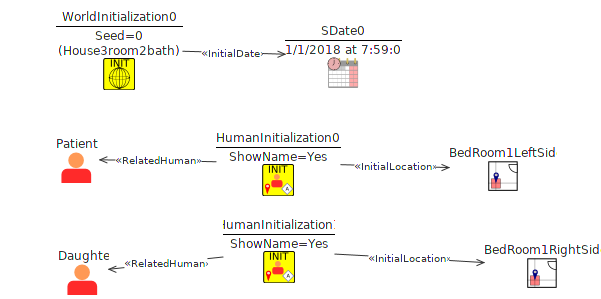 WorldInitialization0
Seed=0
(House3room2bath)
INIT
«InitialDate»
SDate0
1/1/2018 at 7:59:0
Patient
«RelatedHuman»
HumanInitialization0
ShowName=Yes
INIT
A
«InitialLocation»
BedRoom1LeftSid
Daughte
«RelatedHuman»
HumanInitialization1
ShowName=Yes
INIT
A
«InitialLocation»
BedRoom1RightSid